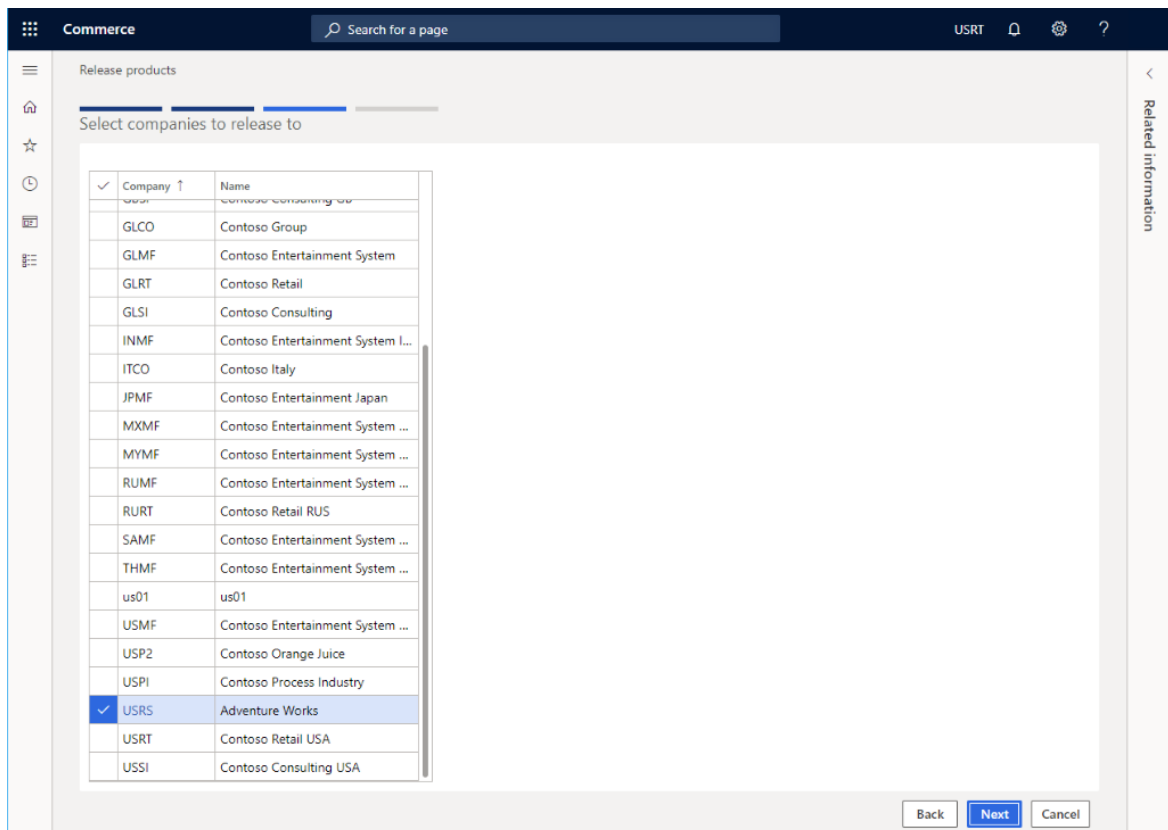 Commerce
Search for a page
USRT
?
Release products
Select companies to release to
Company ↑ Name
GLCO Contoso Group
GLMF Contoso Entertainment System
GLRT Contoso Retail
GLSI Contoso Consulting
INMF Contoso Entertainment System I...
ITCO Contoso Italy
JPMF Contoso Entertainment Japan
MXMF Contoso Entertainment System ...
MYMF Contoso Entertainment System ...
RUMF Contoso Entertainment System ...
RURT Contoso Retail RUS
SAMF Contoso Entertainment System ...
THMF Contoso Entertainment System ...
us01 us01
USMF Contoso Entertainment System ...
USP2 Contoso Orange Juice
USPI Contoso Process Industry
USRS Adventure Works
USRT Contoso Retail USA
USSI Contoso Consulting USA
Back Next Cancel
Related information